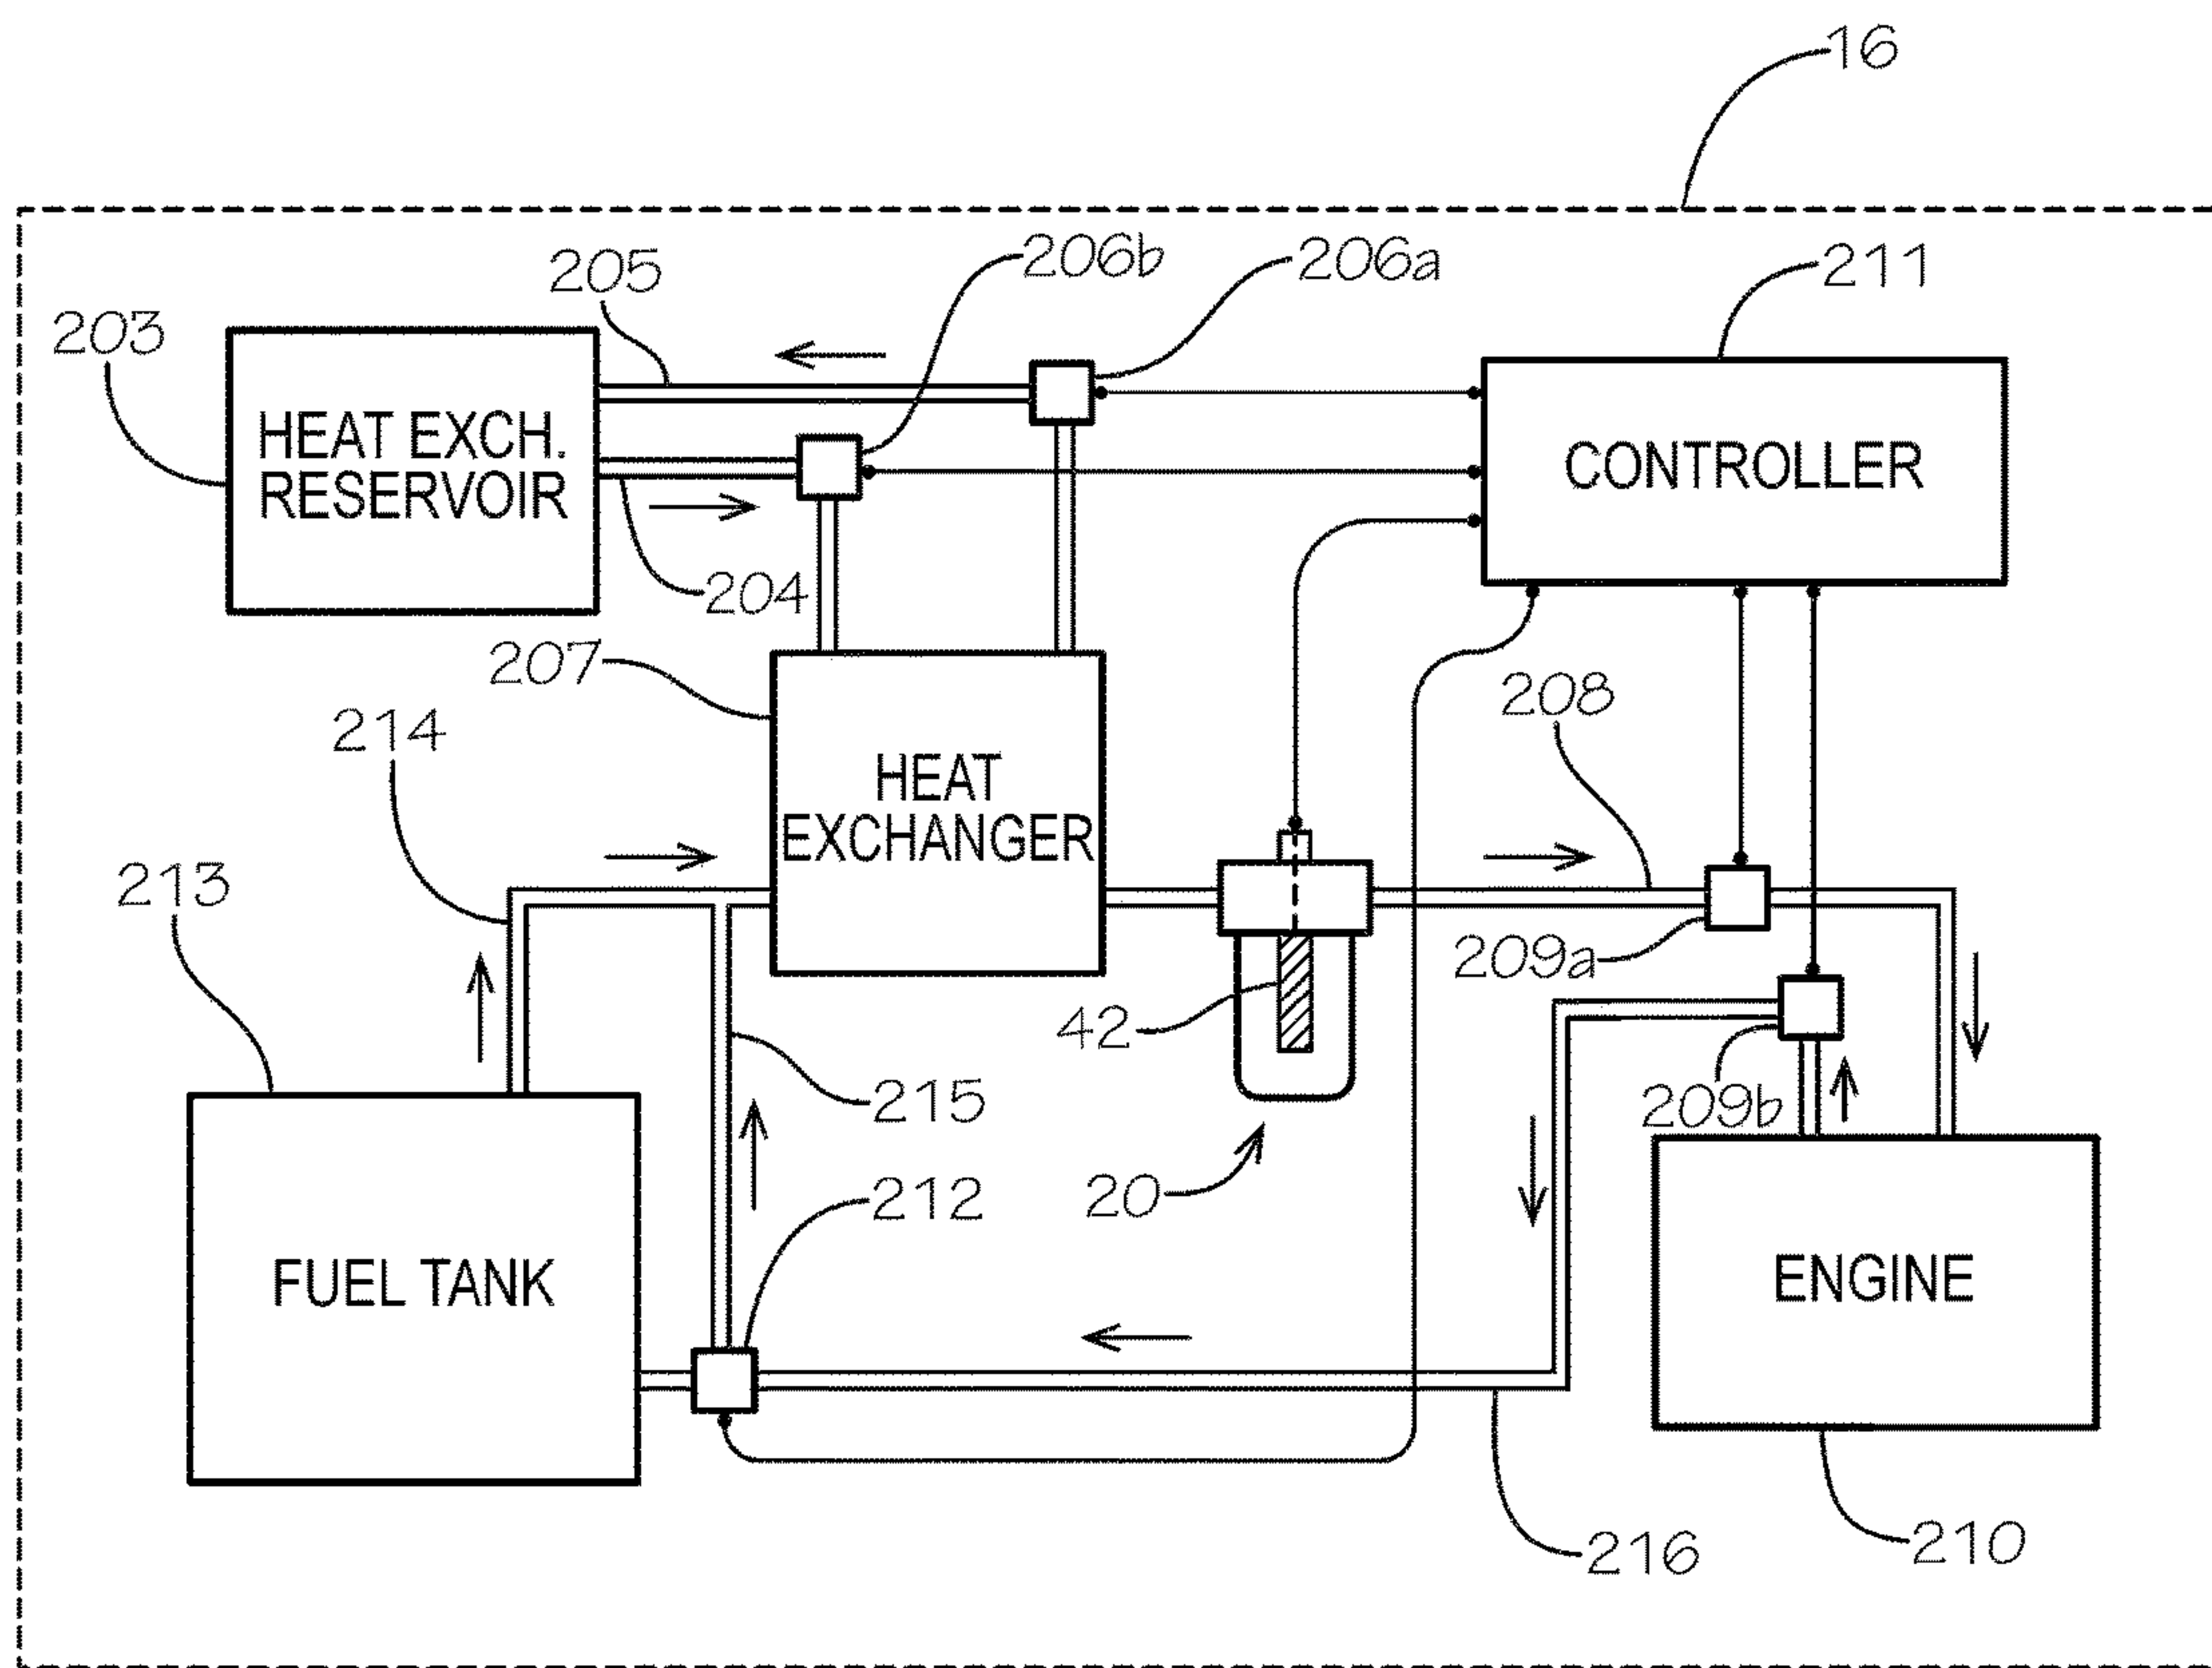 16
206b
206a
211
205
203
HEAT EXCH.
RESERVOIR
CONTROLLER
204
207
208
214
HEAT
EXCHANGER
213
209a
42
215
209b
20
212
FUEL TANK
ENGINE
216
210